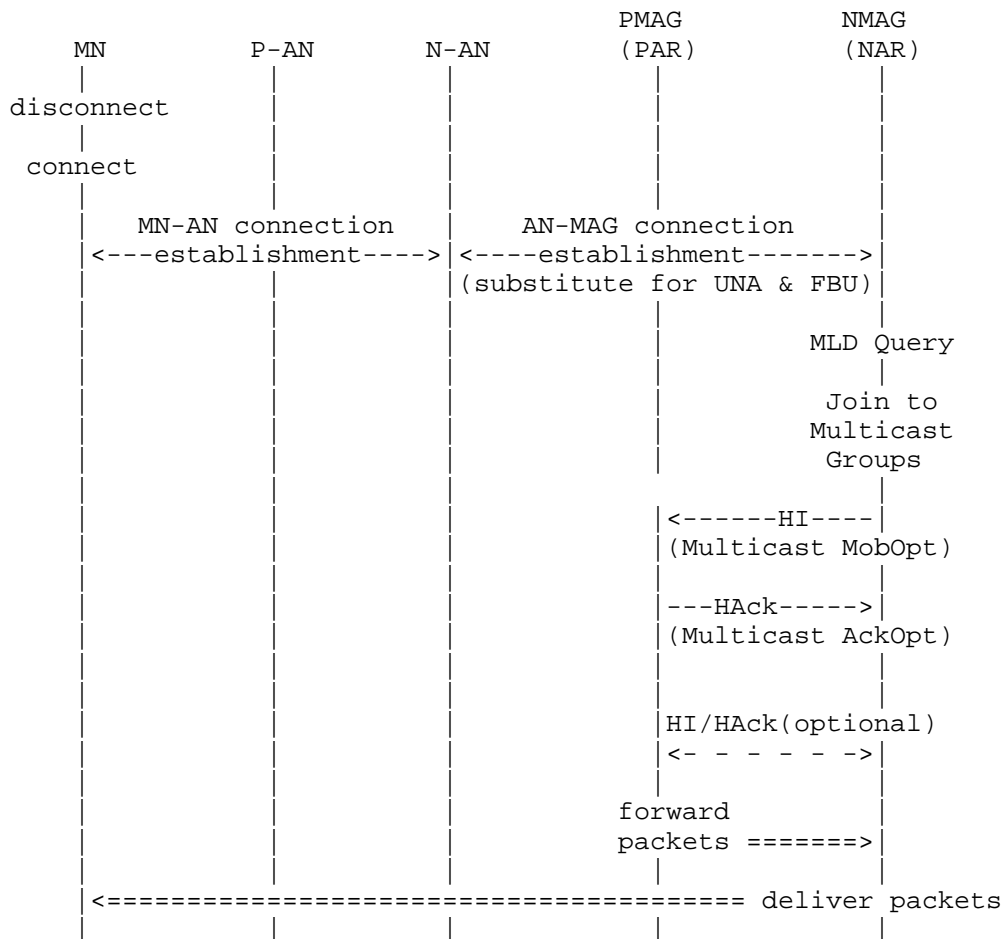 PMAG NMAG
MN P-AN N-AN (PAR) (NAR)
disconnect
connect
MN-AN connection AN-MAG connection
<---establishment----> <----establishment------->
(substitute for UNA & FBU)
MLD Query
Join to
Multicast
Groups
<------HI----
(Multicast MobOpt)
---HAck----->
(Multicast AckOpt)
HI/HAck(optional)
<- - - - - ->
forward
packets =======>
<======================================= deliver packets